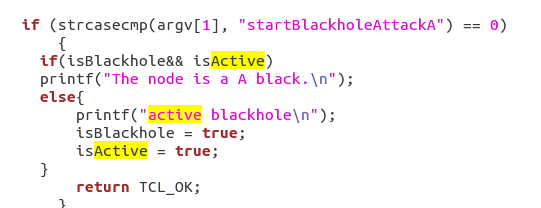 if (strcasecmp(argv[1], "startBlackholeAttackA") == 0)
{
if(isBlackhole&& isActive)
printf("The node is a A black.\n");
else{
printf("active blackhole\n");
isBlackhole = true;
isActive = true;
}
return TCL_OK;
}